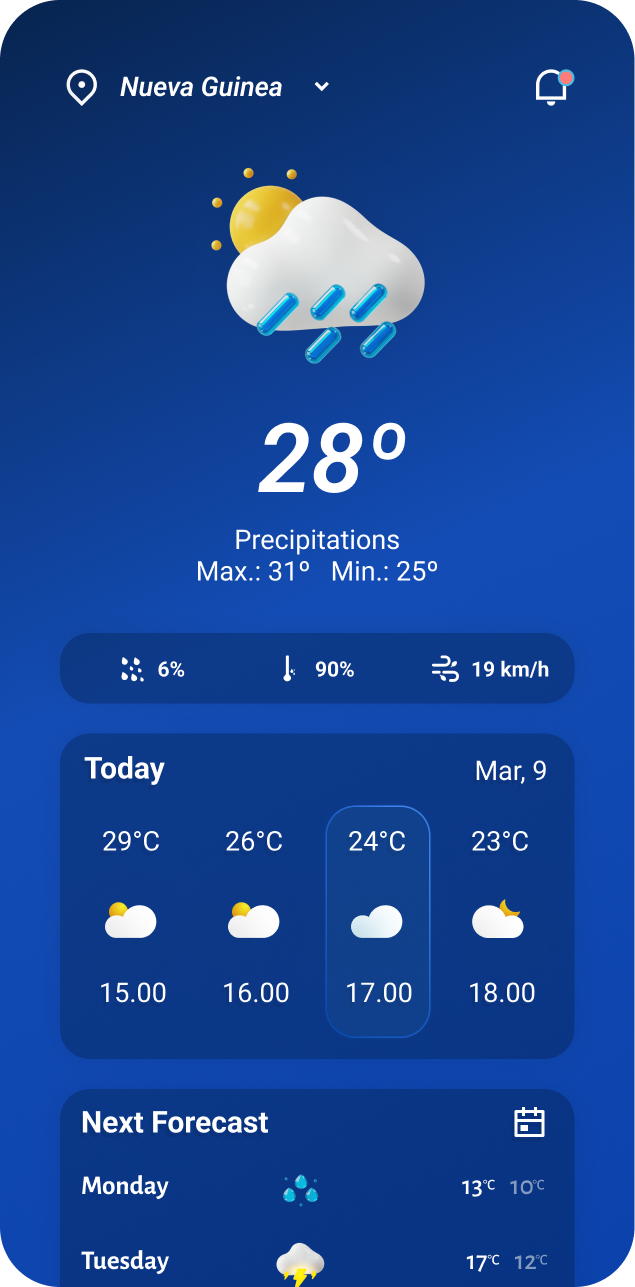 Nueva Guinea
28º
Precipitations
Max.: 31º Min.: 25º
6% 90% 19 km/h
Today Mar, 9
29°C 26°C 24°C 23°C
15.00 16.00 17.00 18.00
Next Forecast
Monday 13°C 10°C
Tuesday 17°C 12°C